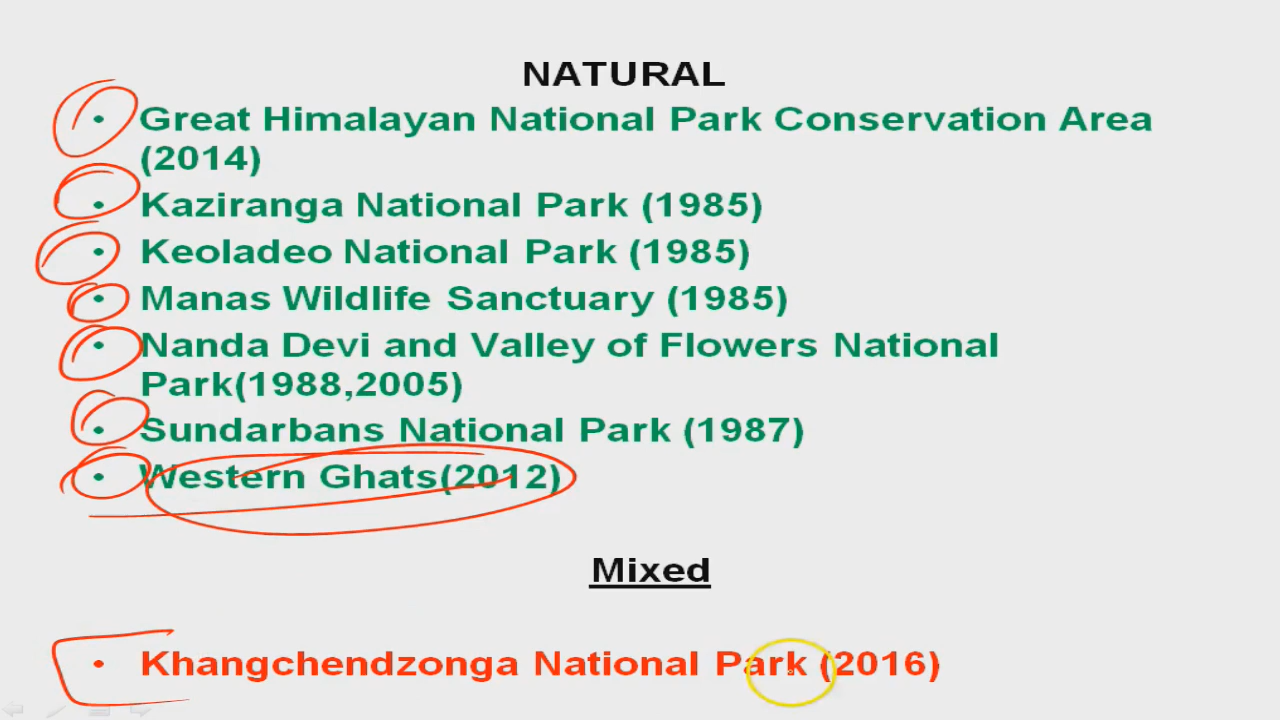 NATURAL
• Great Himalayan National Park Conservation Area
(2014)
• Kaziranga National Park (1985)
• Keoladeo National Park (1985)
• Manas Wildlife Sanctuary (1985)
• Nanda Devi and Valley of Flowers National
Park(1988,2005)
• Sundarbans National Park (1987)
• Western Ghats(2012)
Mixed
• Khangchendzonga National Park (2016)